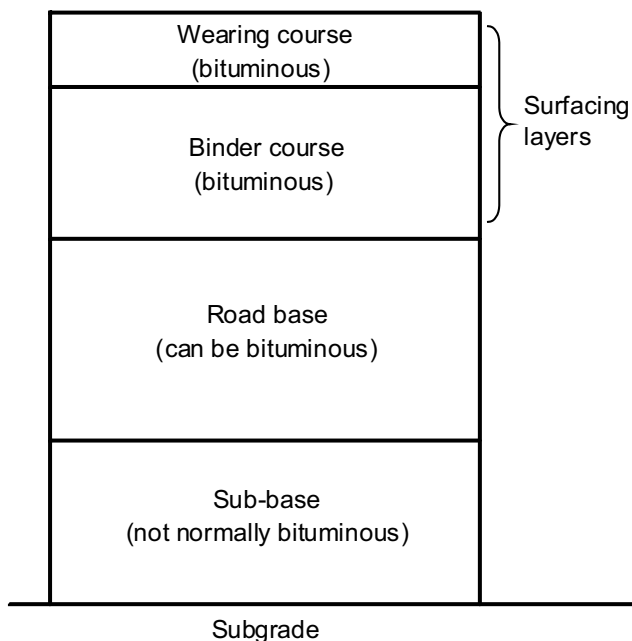 Wearing course
(bituminous)
Surfacing
layers
Binder course
(bituminous)
Road base
(can be bituminous)
Sub-base
(not normally bituminous)
Subgrade